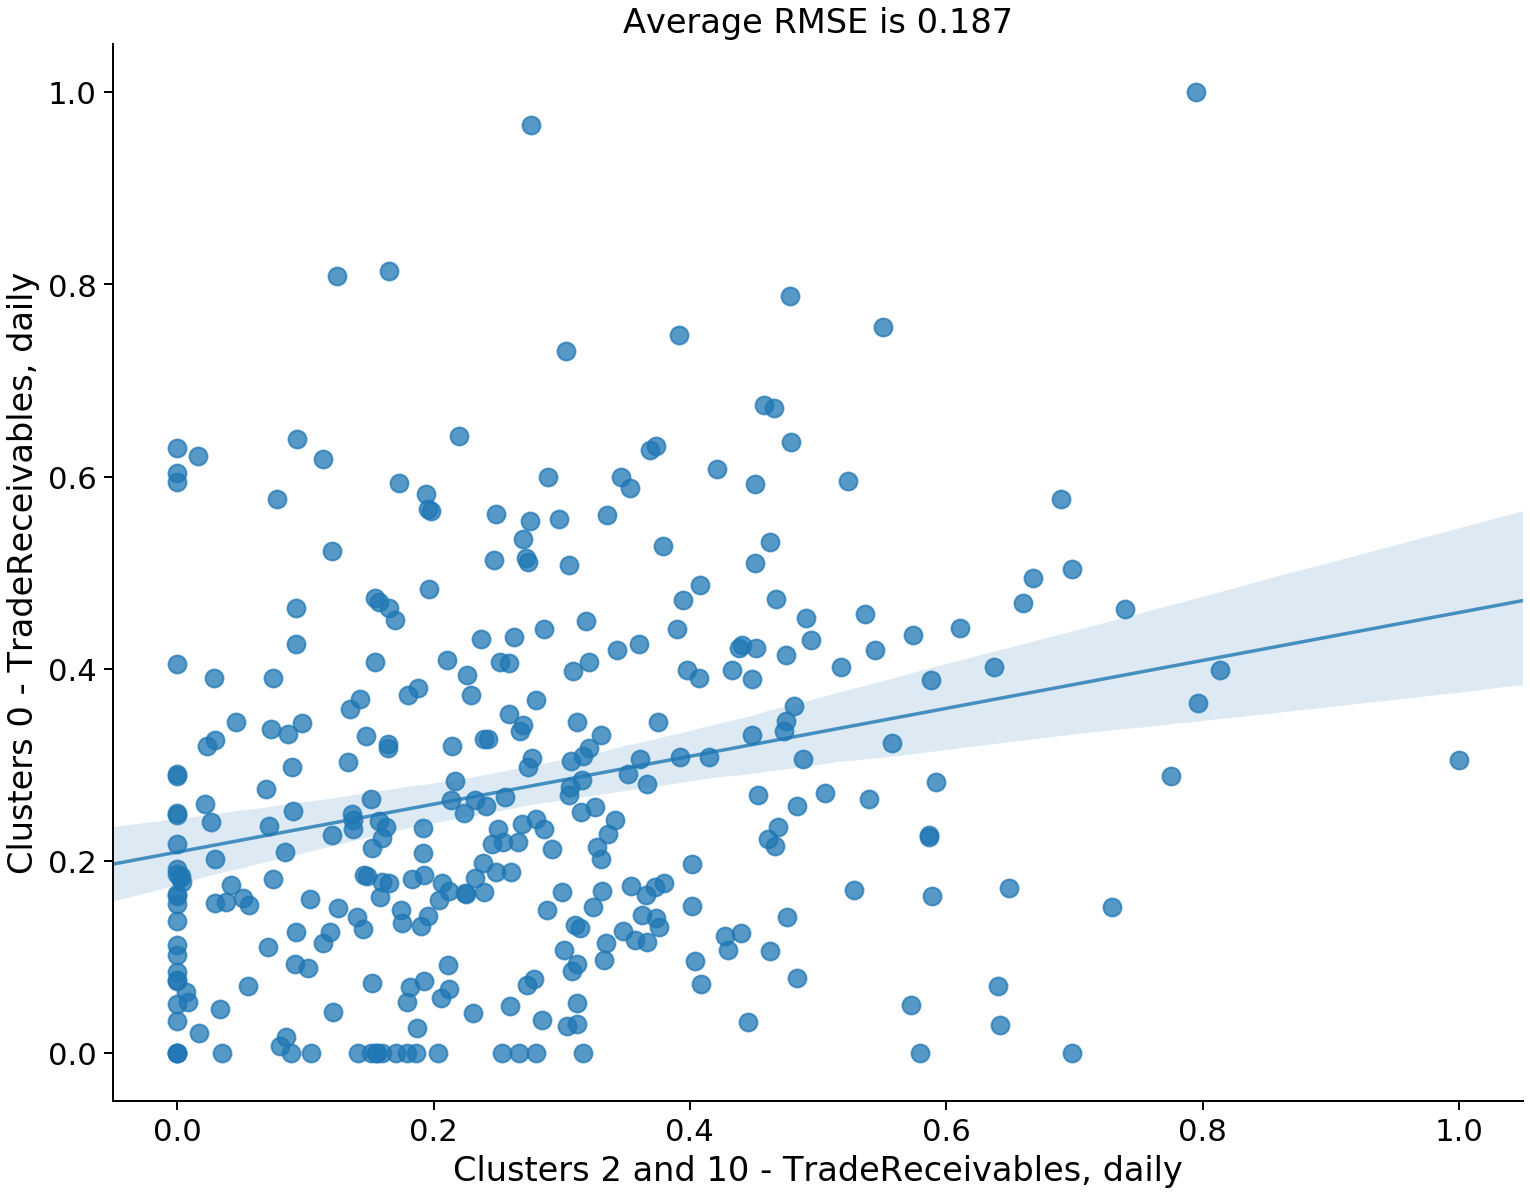 Average RMSE is 0.187
Clusters 0 - TradeReceivables, daily
1.0
0.8
0.6
0.4
0.2
0.0
0.0 0.2 0.4 0.6 0.8 1.0
Clusters 2 and 10 - TradeReceivables, daily